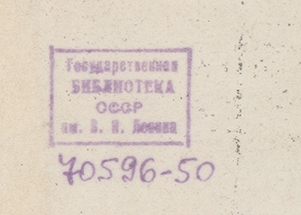 Государственная
БИБЛИОТЕКА
СССР
им. В. И. Ленина
70596-50